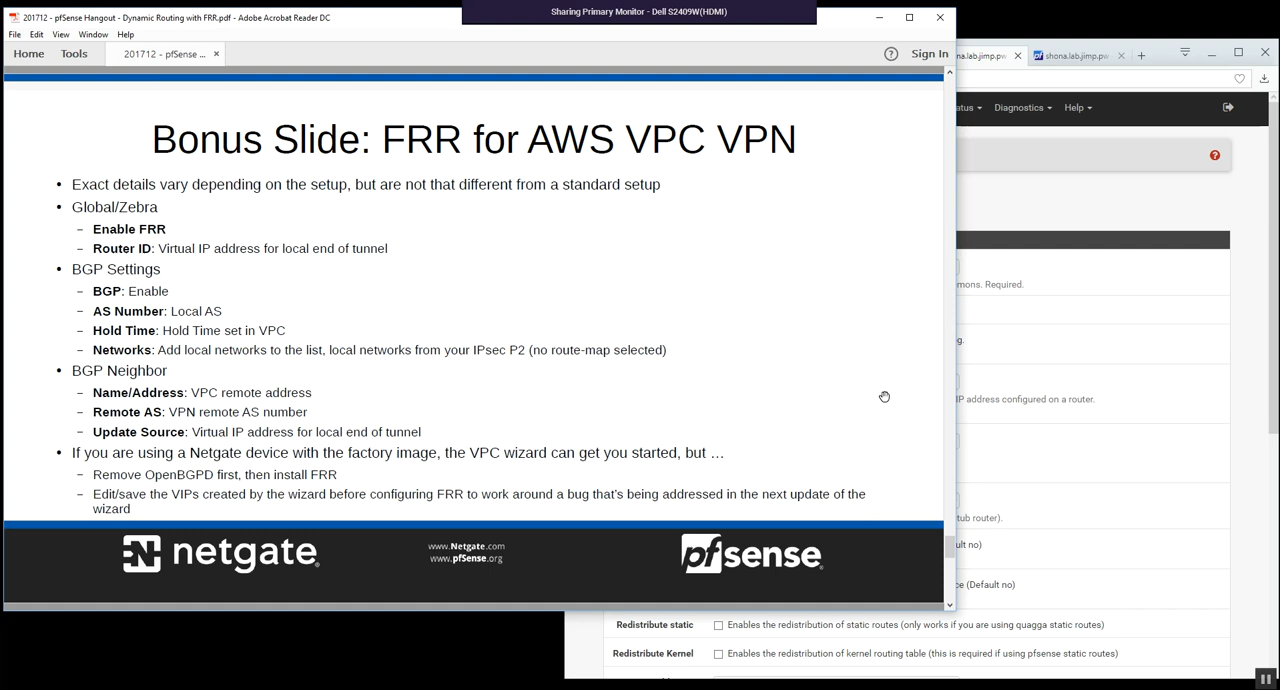 Sharing Primary Monitor - Dell S2409W(HDMI)
201712 - pfSense Hangout - Dynamic Routing with FRR.pdf - Adobe Acrobat Reader DC
File Edit View Window Help
Home Tools 201712 - pfSense ... × Sign In
Bonus Slide: FRR for AWS VPC VPN
• Exact details vary depending on the setup, but are not that different from a standard setup
• Global/Zebra
– Enable FRR
– Router ID: Virtual IP address for local end of tunnel
• BGP Settings
– BGP: Enable
– AS Number: Local AS
– Hold Time: Hold Time set in VPC
– Networks: Add local networks to the list, local networks from your IPsec P2 (no route-map selected)
• BGP Neighbor
– Name/Address: VPC remote address
– Remote AS: VPN remote AS number
– Update Source: Virtual IP address for local end of tunnel
• If you are using a Netgate device with the factory image, the VPC wizard can get you started, but …
– Remove OpenBGPD first, then install FRR
– Edit/save the VIPs created by the wizard before configuring FRR to work around a bug that's being addressed in the next update of the
wizard
netgate
www.Netgate.com
www.pfSense.org
pfsense
na.lab.jimp.pw
shona.lab.jimp.pw
Diagnostics Help
mons. Required.
IP address configured on a router.
tub router).
ult no)
ce (Default no)
Redistribute static Enables the redistribution of static routes (only works if you are using quagga static routes)
Redistribute Kernel Enables the redistribution of kernel routing table (this is required if using pfsense static routes)